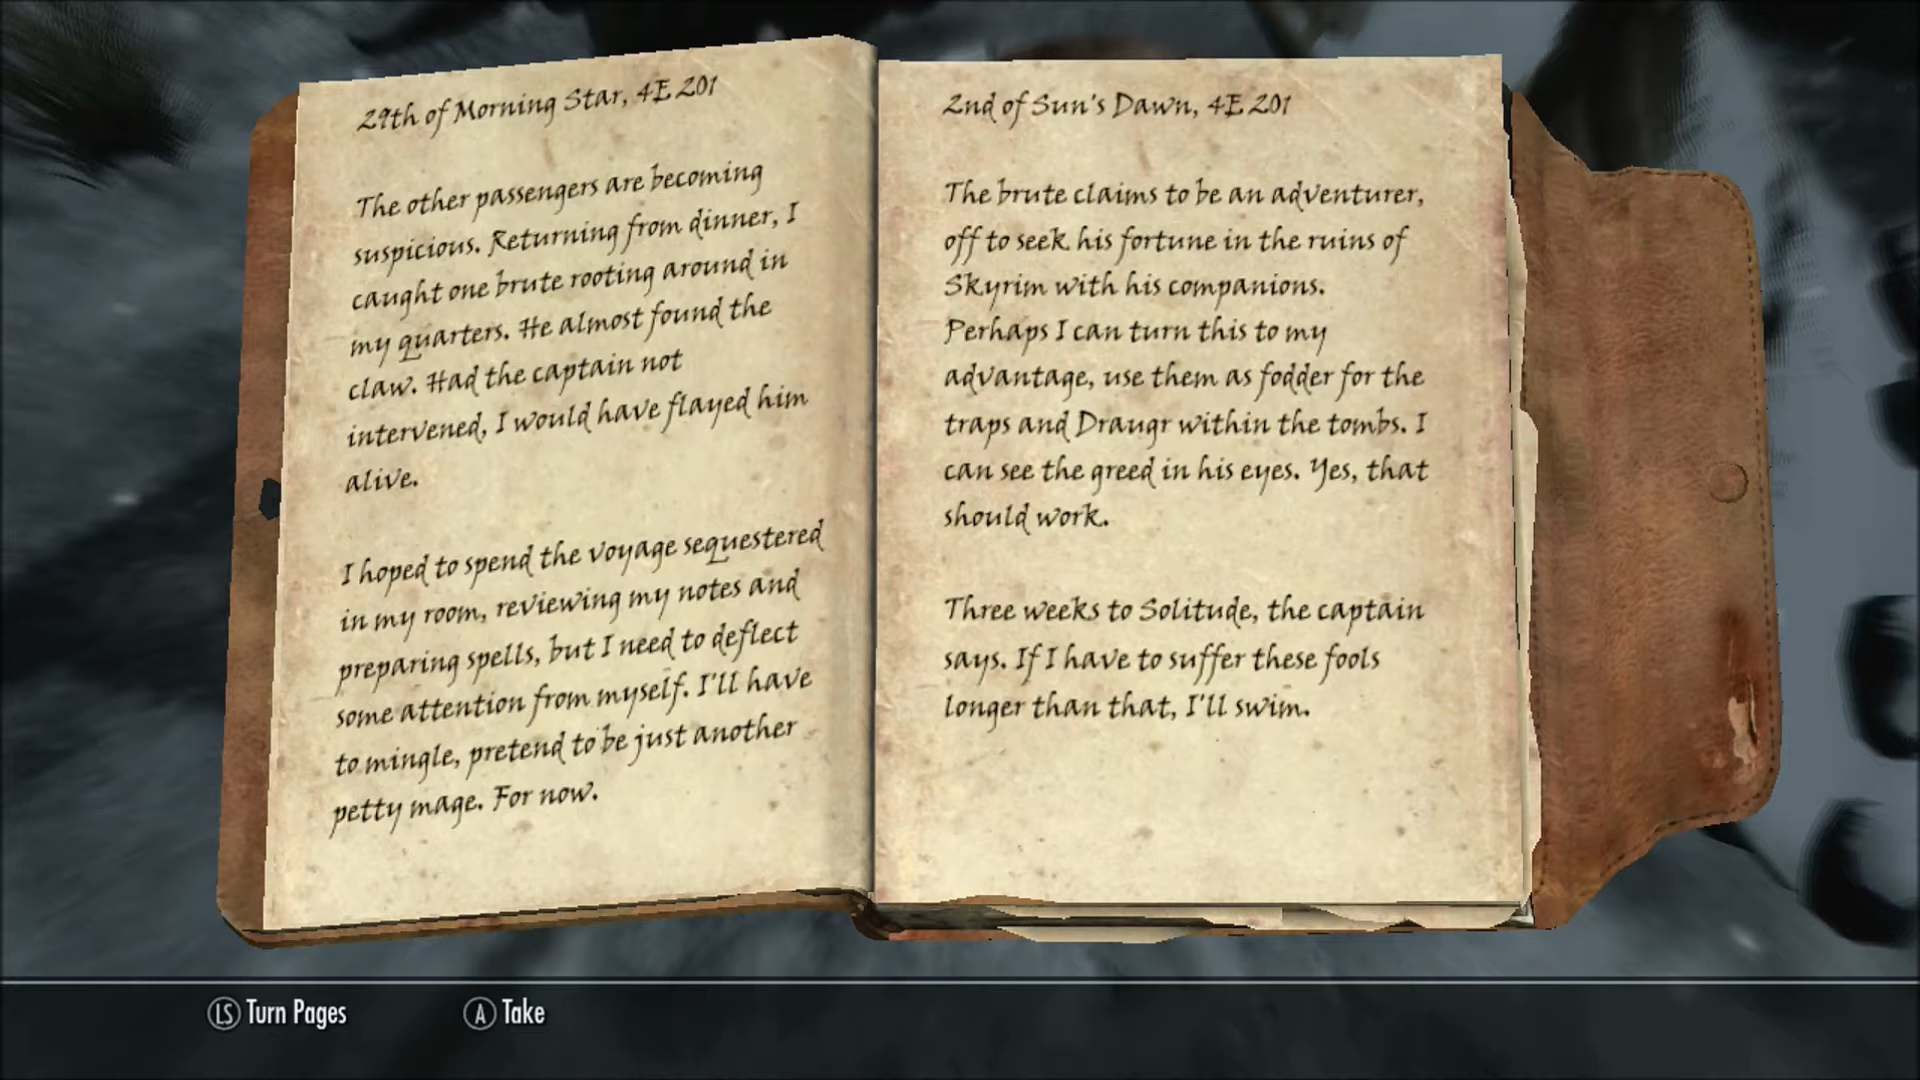 29th of Morning Star, 4E 201
The other passengers are becoming
suspicious. Returning from dinner, I
caught one brute rooting around in
my quarters. He almost found the
claw. Had the captain not
intervened, I would have flayed him
alive.
I hoped to spend the voyage sequestered
in my room, reviewing my notes and
preparing spells, but I need to deflect
some attention from myself. I'll have
to mingle, pretend to be just another
petty mage. For now.
2nd of Sun's Dawn, 4E 201
The brute claims to be an adventurer,
off to seek his fortune in the ruins of
Skyrim with his companions.
Perhaps I can turn this to my
advantage, use them as fodder for the
traps and Draugr within the tombs. I
can see the greed in his eyes. Yes, that
should work.
Three weeks to Solitude, the captain
says. If I have to suffer these fools
longer than that, I'll swim.
LS Turn Pages
A Take